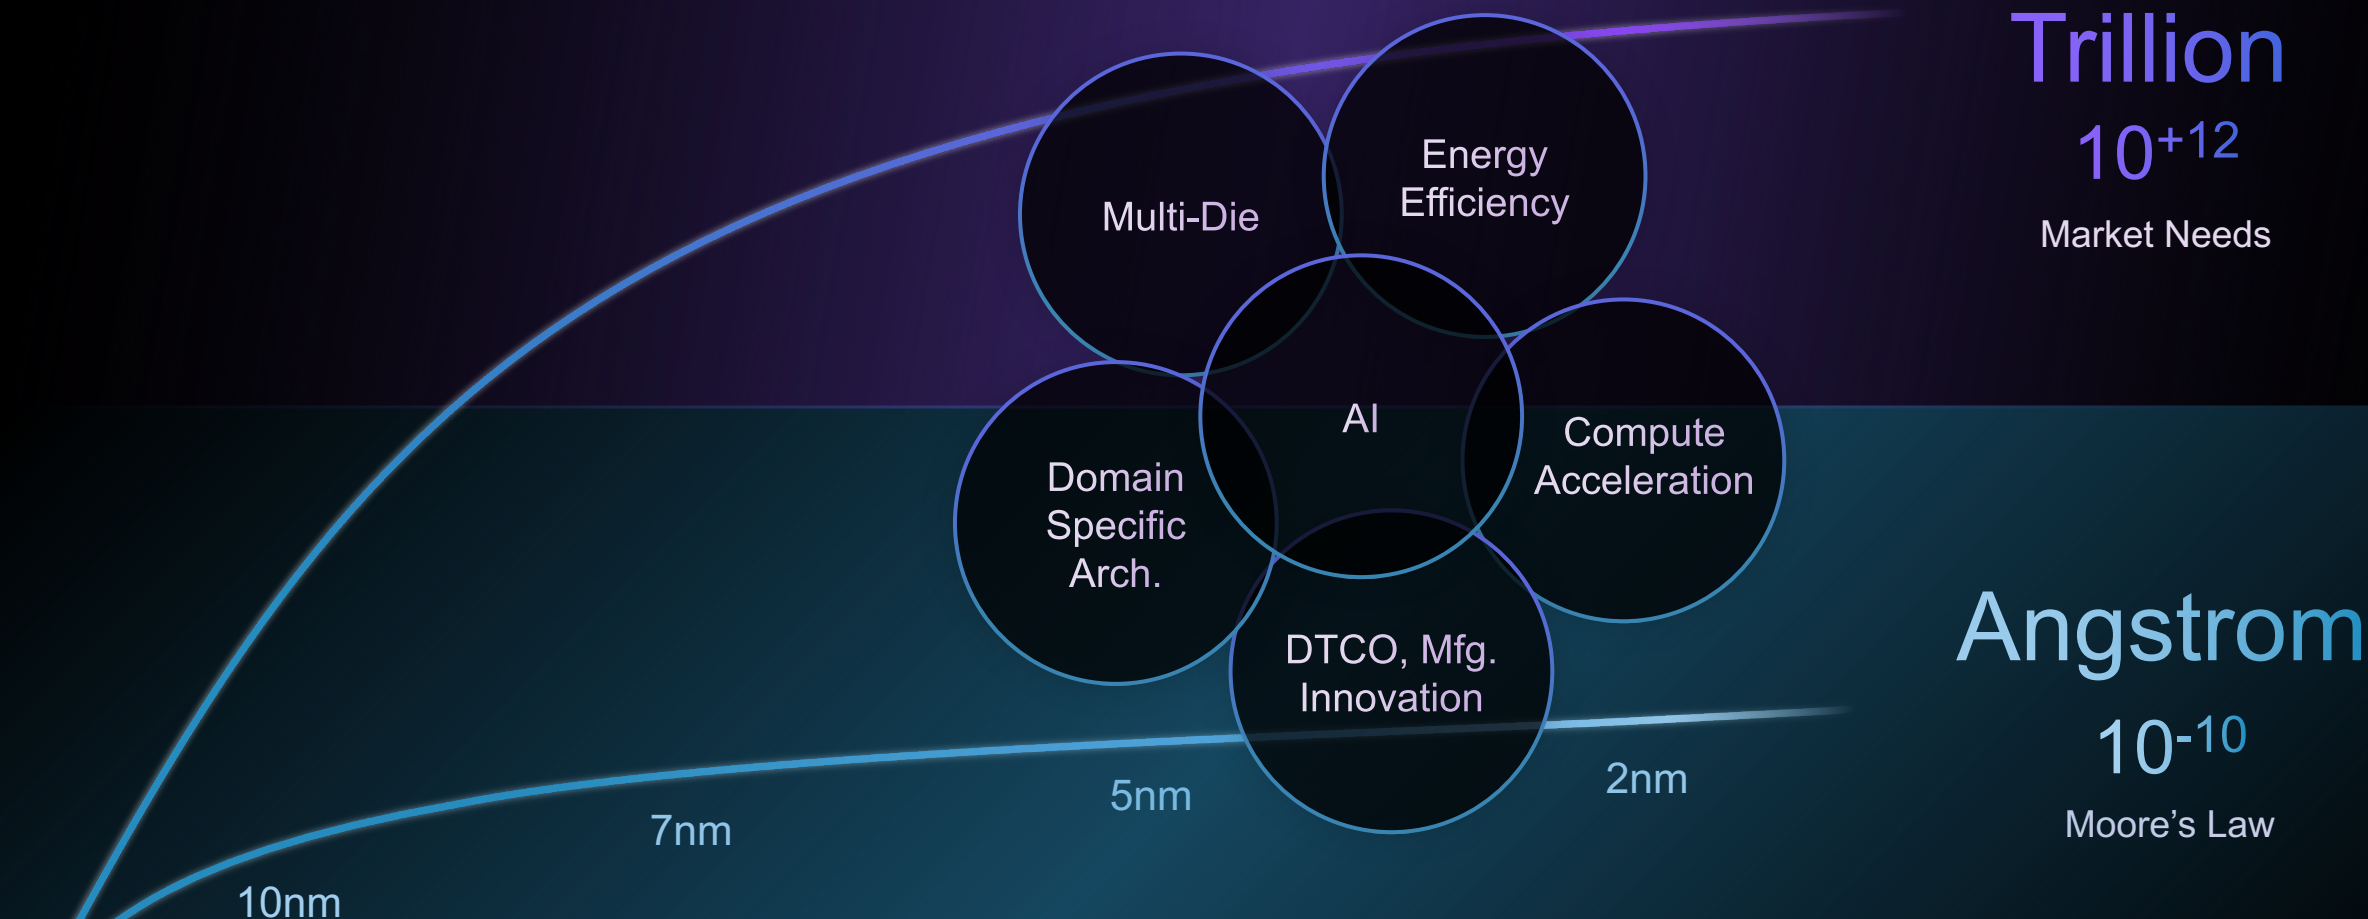 Trillion
10+12
Market Needs
Multi-Die
Energy
Efficiency
AI
Compute
Acceleration
Domain
Specific
Arch.
DTCO, Mfg.
Innovation
Angstrom
10-10
Moore’s Law
10nm
7nm
5nm
2nm